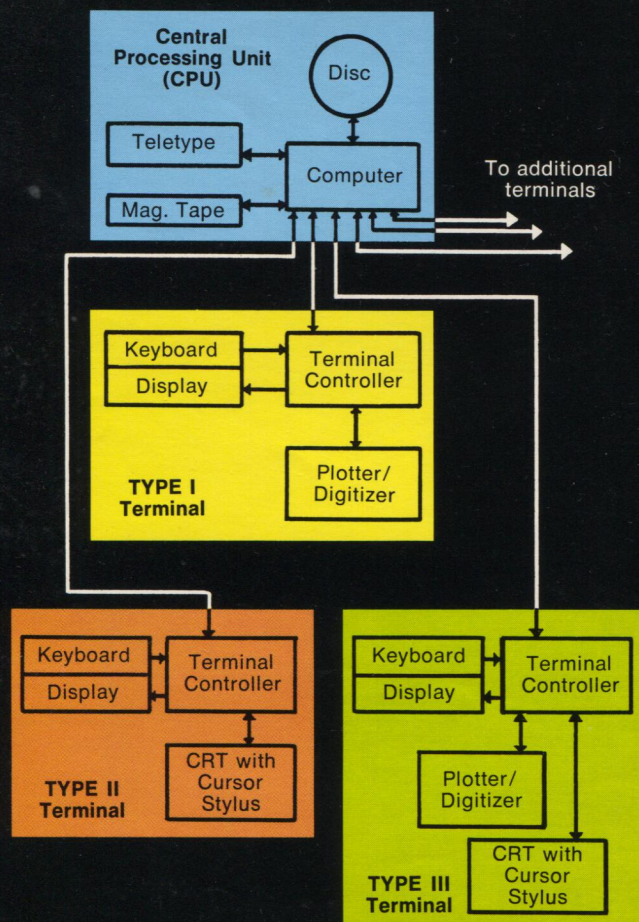 Central
Processing Unit
(CPU)
Disc
Teletype
Computer
Mag. Tape
To additional
terminals
Keyboard
Display
Terminal
Controller
Plotter/
Digitizer
TYPE I
Terminal
Keyboard
Display
Terminal
Controller
CRT with
Cursor
Stylus
TYPE II
Terminal
Keyboard
Display
Terminal
Controller
Plotter/
Digitizer
CRT with
Cursor
Stylus
TYPE III
Terminal